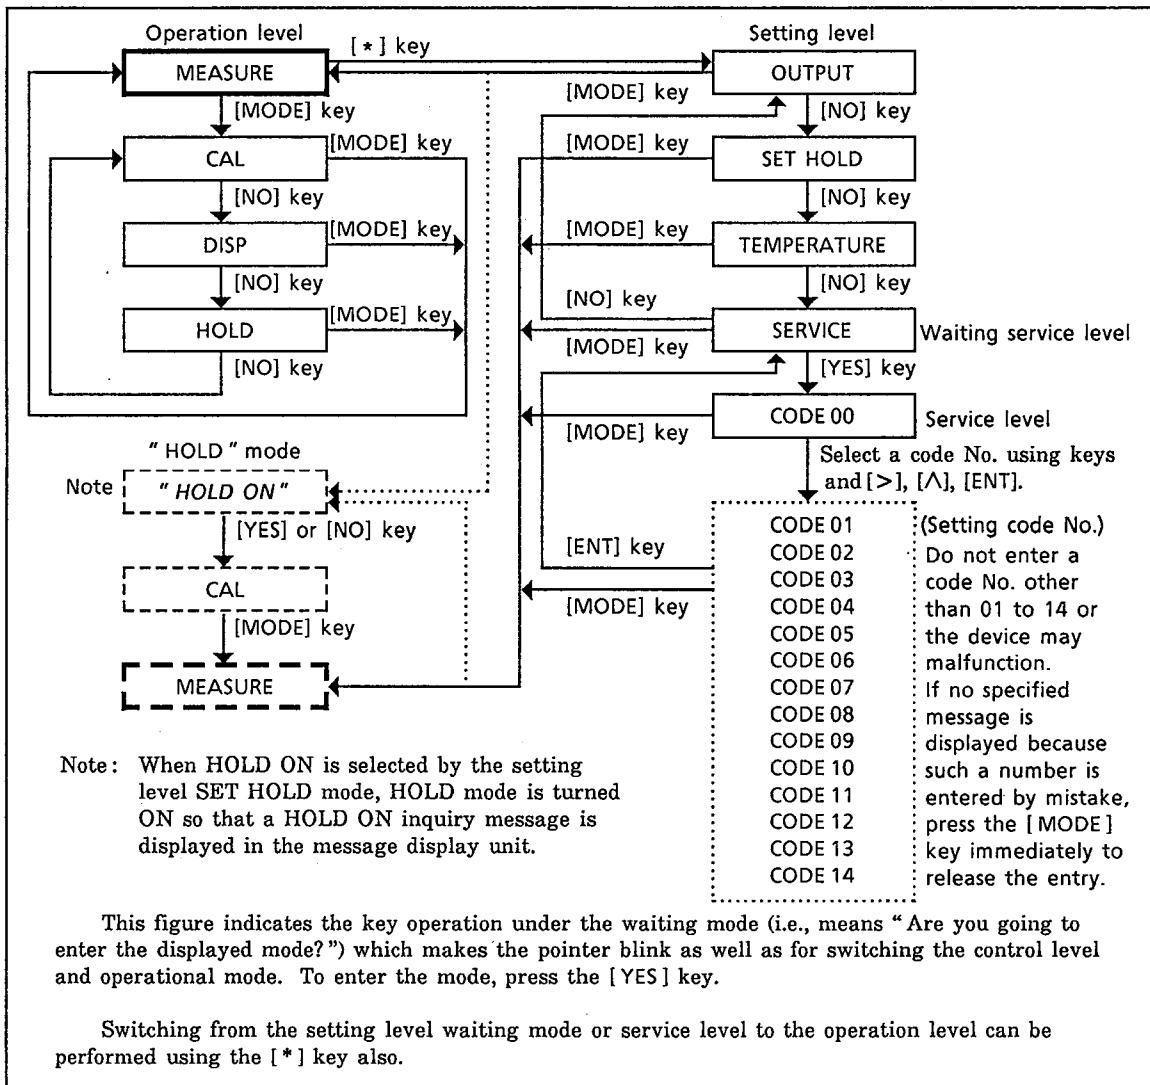 Operation level
Setting level
[ * ] key
MEASURE
OUTPUT
[MODE] key
[MODE] key
[NO] key
CAL
[MODE] key
[MODE] key
SET HOLD
[NO] key
[NO] key
DISP
[MODE] key
[MODE] key
TEMPERATURE
[NO] key
[NO] key
[NO] key
HOLD
[MODE] key
SERVICE
Waiting service level
[NO] key
[MODE] key
[YES] key
CODE 00
Service level
[MODE] key
Select a code No. using keys
and [>], [∧], [ENT].
" HOLD " mode
Note
" HOLD ON "
[YES] or [NO] key
CAL
[MODE] key
MEASURE
[ENT] key
[MODE] key
CODE 01
CODE 02
CODE 03
CODE 04
CODE 05
CODE 06
CODE 07
CODE 08
CODE 09
CODE 10
CODE 11
CODE 12
CODE 13
CODE 14
(Setting code No.)
Do not enter a
code No. other
than 01 to 14 or
the device may
malfunction.
If no specified
message is
displayed because
such a number is
entered by mistake,
press the [ MODE ]
key immediately to
release the entry.
Note : When HOLD ON is selected by the setting
level SET HOLD mode, HOLD mode is turned
ON so that a HOLD ON inquiry message is
displayed in the message display unit.
This figure indicates the key operation under the waiting mode (i.e., means “ Are you going to
enter the displayed mode? ”) which makes the pointer blink as well as for switching the control level
and operational mode. To enter the mode, press the [ YES ] key.
Switching from the setting level waiting mode or service level to the operation level can be
performed using the [ * ] key also.